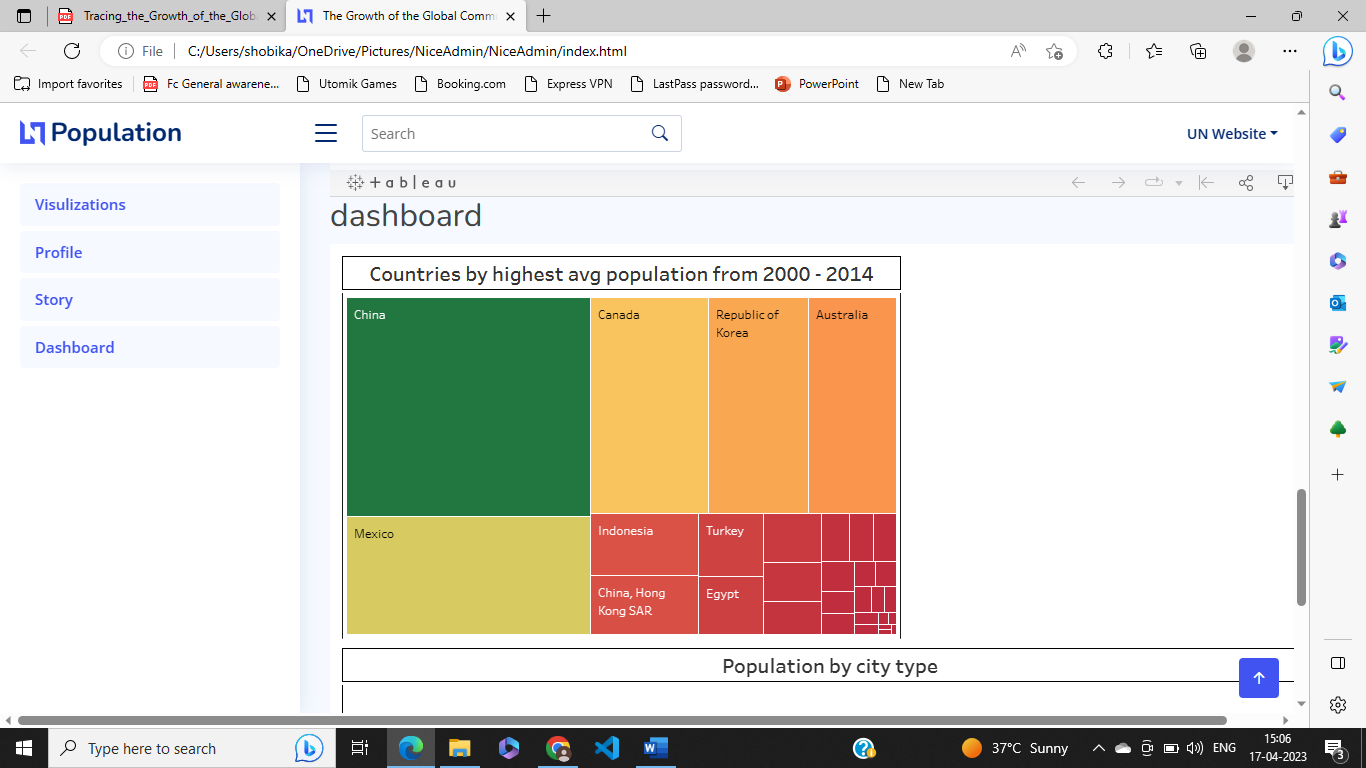 Tracing_the_Growth_of_the_Glob
The Growth of the Global Comm
File
C:/Users/shobika/OneDrive/Pictures/NiceAdmin/NiceAdmin/index.html
Import favorites
Fc General awarene...
Utomik Games
Booking.com
Express VPN
LastPass password...
PowerPoint
New Tab
Population
Search
UN Website
Visulizations
Profile
Story
Dashboard
+ableau
dashboard
Countries by highest avg population from 2000 - 2014
China
Canada
Republic of
Korea
Australia
Mexico
Indonesia
Turkey
China, Hong
Kong SAR
Egypt
Population by city type
Type here to search
37°C Sunny
ENG
15:06
17-04-2023
3